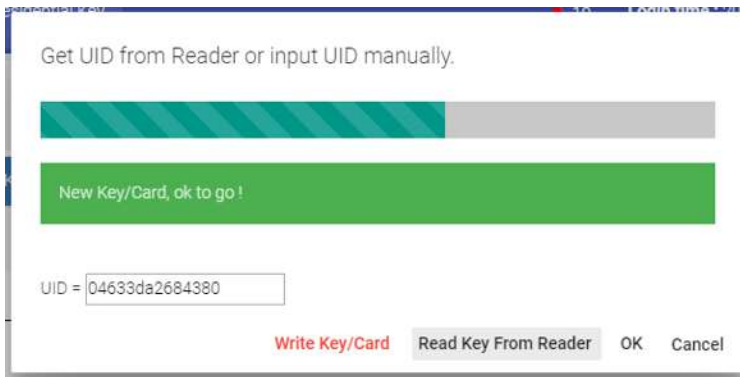 Get UID from Reader or input UID manually.
New Key/Card, ok to go !
UID = 04633da2684380
Write Key/Card Read Key From Reader OK Cancel